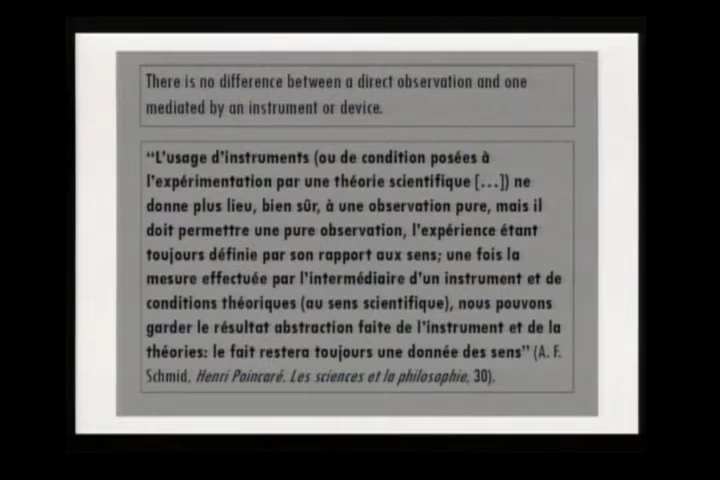 There is no difference between a direct observation and one
mediated by an instrument or device.
“L’usage d’instruments (ou de condition posées à
l’expérimentation par une théorie scientifique [...]) ne
donne plus lieu, bien sûr, à une observation pure, mais il
doit permettre une pure observation, l’expérience étant
toujours définie par son rapport aux sens; une fois la
mesure effectuée par l’intermédiaire d’un instrument et de
conditions théoriques (au sens scientifique), nous pouvons
garder le résultat abstraction faite de l’instrument et de la
théories: le fait restera toujours une donnée des sens” (A. F.
Schmid, Henri Poincaré. Les sciences et la philosophie, 30).